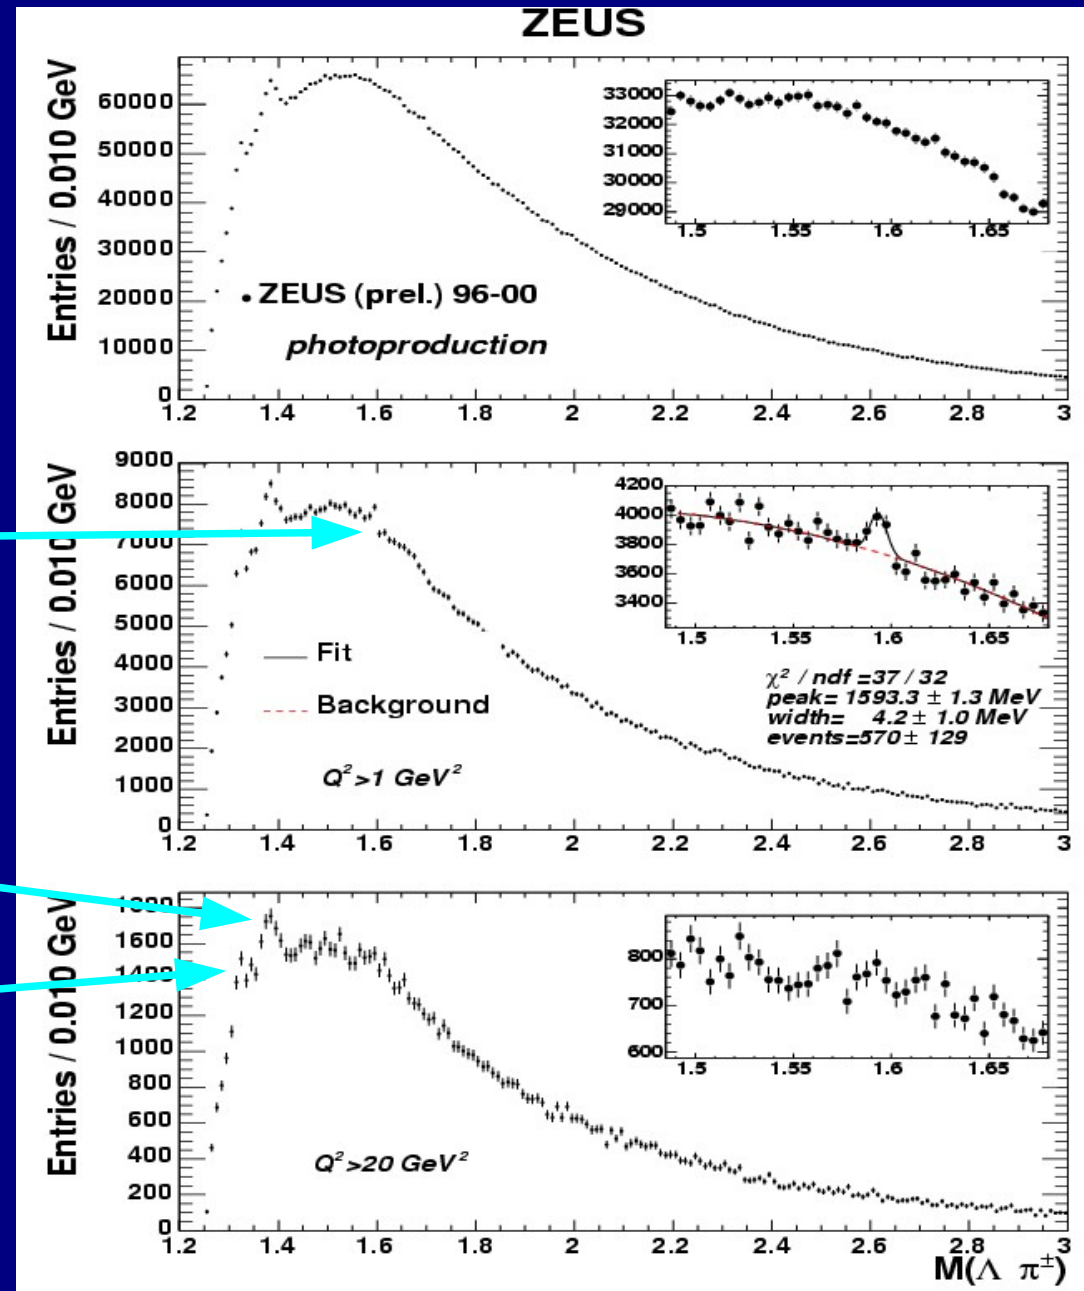 ZEUS
Entries / 0.010 GeV
60000
50000
40000
30000
20000
10000
0
ZEUS (prel.) 96-00
photoproduction
33000
32000
31000
30000
29000
1.5 1.55 1.6 1.65
1.2 1.4 1.6 1.8 2 2.2 2.4 2.6 2.8 3
Entries / 0.010 GeV
9000
8000
7000
6000
5000
4000
3000
2000
1000
0
Fit
Background
Q²>1 GeV²
4200
4000
3800
3600
3400
1.5 1.55 1.6 1.65
χ² / ndf =37 / 32
peak= 1593.3 ± 1.3 MeV
width= 4.2 ± 1.0 MeV
events=570 ± 129
1.2 1.4 1.6 1.8 2 2.2 2.4 2.6 2.8 3
Entries / 0.010 GeV
1800
1600
1400
1200
1000
800
600
400
200
0
Q²>20 GeV²
800
700
600
1.5 1.55 1.6 1.65
1.2 1.4 1.6 1.8 2 2.2 2.4 2.6 2.8 3
M(Λ π±)